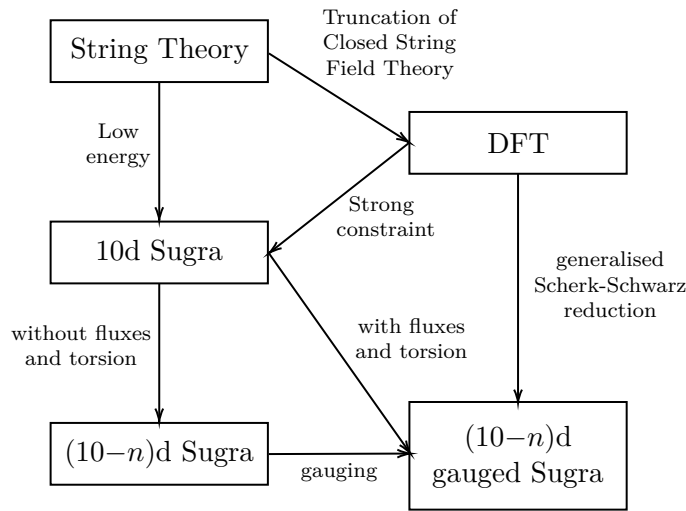 String Theory
Truncation of
Closed String
Field Theory
Low
energy
DFT
Strong
constraint
10d Sugra
generalised
Scherk-Schwarz
reduction
without fluxes
and torsion
with fluxes
and torsion
(10−n)d Sugra
gauging
(10−n)d
gauged Sugra